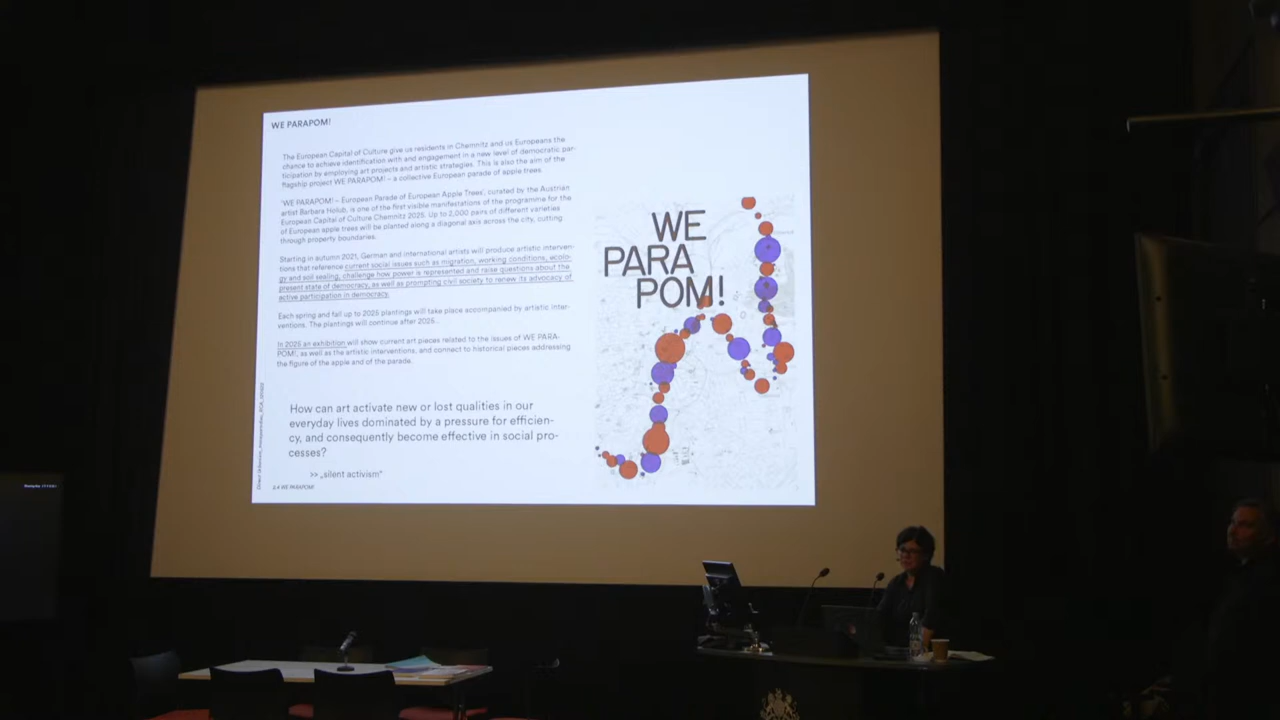 WE PARAPOM!
The European Capital of Culture give us residents in Chemnitz and us Europeans the
chance to achieve identification with and engagement in a new level of democratic par-
ticipation by employing art projects and artistic strategies. This is also the aim of the
flagship project WE PARAPOM! – a collective European parade of apple trees.
'WE PARAPOM! – European Parade of European Apple Trees', curated by the Austrian
artist Barbara Holub, is one of the first visible manifestations of the programme for the
European Capital of Culture Chemnitz 2025. Up to 2,000 pairs of different varieties
of European apple trees will be planted along a diagonal axis across the city, cutting
through property boundaries.
Starting in autumn 2021, German and international artists will produce artistic interven-
tions that reference current social issues such as migration, working conditions, ecolo-
gy and soil sealing, challenge how power is represented and raise questions about the
present state of democracy, as well as prompting civil society to renew its advocacy of
active participation in democracy.
Each spring and fall up to 2025 plantings will take place accompanied by artistic inter-
ventions. The plantings will continue after 2025.
In 2025 an exhibition will show current art pieces related to the issues of WE PARA-
POM!, as well as the artistic interventions, and connect to historical pieces addressing
the figure of the apple and of the parade.
How can art activate new or lost qualities in our
everyday lives dominated by a pressure for efficien-
cy, and consequently become effective in social pro-
cesses?
>> „silent activism"
2.4 WE PARAPOM!
WE
PARA
POM!